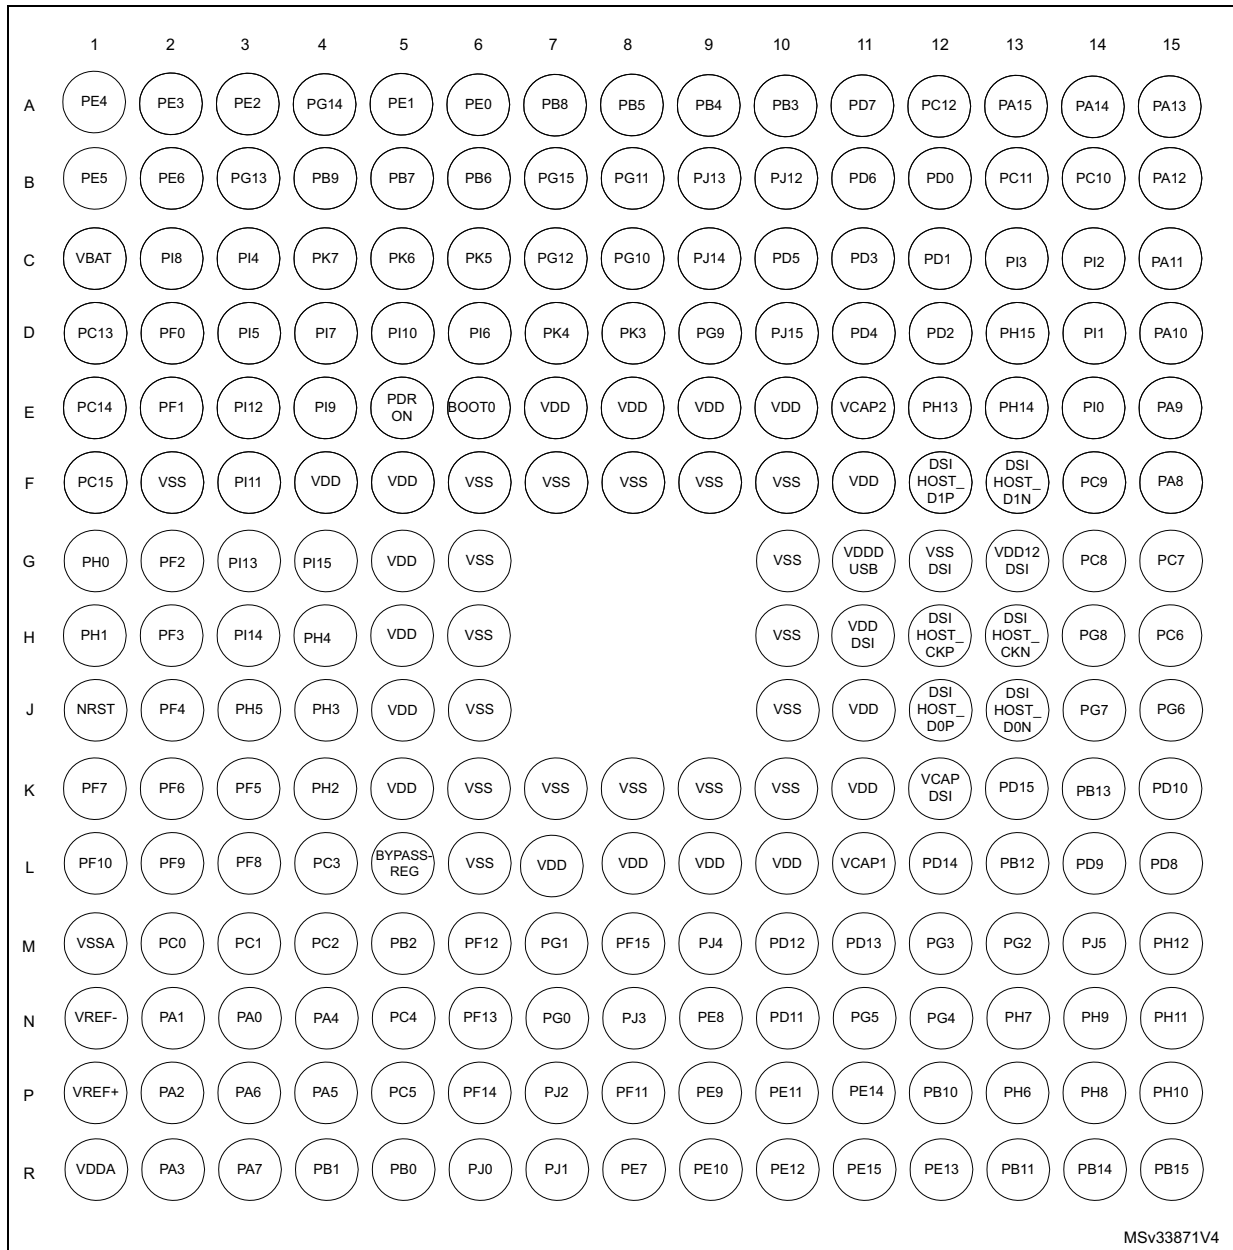 1 2 3 4 5 6 7 8 9 10 11 12 13 14 15
A PE4 PE3 PE2 PG14 PE1 PE0 PB8 PB5 PB4 PB3 PD7 PC12 PA15 PA14 PA13
B PE5 PE6 PG13 PB9 PB7 PB6 PG15 PG11 PJ13 PJ12 PD6 PD0 PC11 PC10 PA12
C VBAT PI8 PI4 PK7 PK6 PK5 PG12 PG10 PJ14 PD5 PD3 PD1 PI3 PI2 PA11
D PC13 PF0 PI5 PI7 PI10 PI6 PK4 PK3 PG9 PJ15 PD4 PD2 PH15 PI1 PA10
E PC14 PF1 PI12 PI9 PDR ON BOOT0 VDD VDD VDD VDD VCAP2 PH13 PH14 PI0 PA9
F PC15 VSS PI11 VDD VDD VSS VSS VSS VSS VSS VDD DSI HOST_ D1P DSI HOST_ D1N PC9 PA8
G PH0 PF2 PI13 PI15 VDD VSS VSS VDDD USB VSS DSI VDD12 DSI PC8 PC7
H PH1 PF3 PI14 PH4 VDD VSS VSS VDD DSI DSI HOST_ CKP DSI HOST_ CKN PG8 PC6
J NRST PF4 PH5 PH3 VDD VSS VSS VDD DSI HOST_ D0P DSI HOST_ D0N PG7 PG6
K PF7 PF6 PF5 PH2 VDD VSS VSS VSS VSS VSS VDD VCAP DSI PD15 PB13 PD10
L PF10 PF9 PF8 PC3 BYPASS- REG VSS VDD VDD VDD VDD VCAP1 PD14 PB12 PD9 PD8
M VSSA PC0 PC1 PC2 PB2 PF12 PG1 PF15 PJ4 PD12 PD13 PG3 PG2 PJ5 PH12
N VREF- PA1 PA0 PA4 PC4 PF13 PG0 PJ3 PE8 PD11 PG5 PG4 PH7 PH9 PH11
P VREF+ PA2 PA6 PA5 PC5 PF14 PJ2 PF11 PE9 PE11 PE14 PB10 PH6 PH8 PH10
R VDDA PA3 PA7 PB1 PB0 PJ0 PJ1 PE7 PE10 PE12 PE15 PE13 PB11 PB14 PB15
MSv33871V4